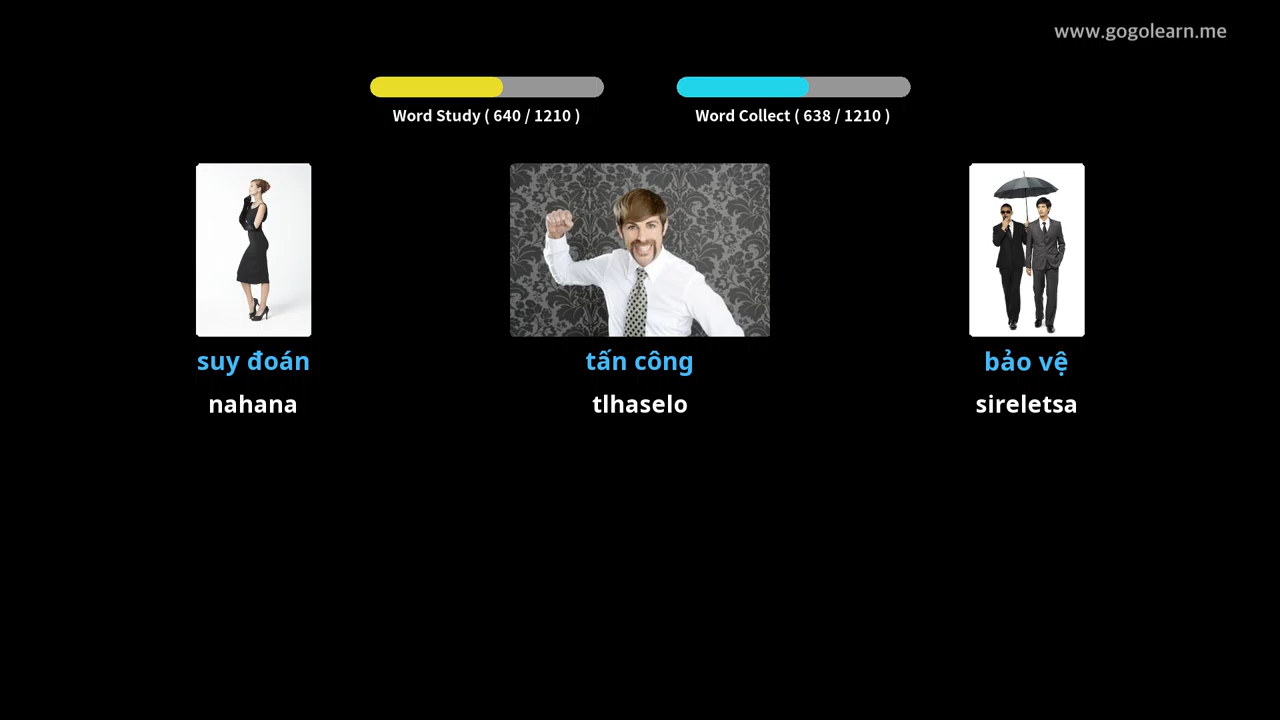 www.gogolearn.me
Word Study ( 640 / 1210 )
Word Collect ( 638 / 1210 )
suy đoán
tấn công
bảo vệ
nahana
tlhaselo
sireletsa